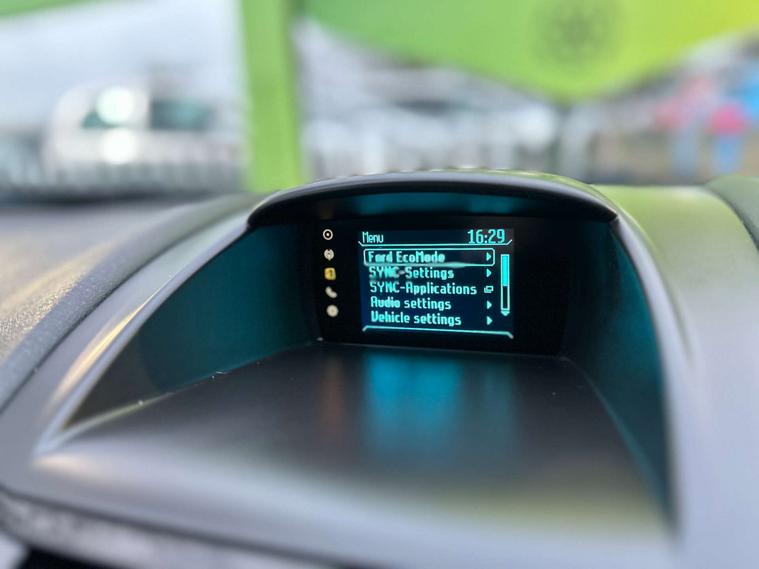 Menu 16:29
Ford EcoMode
SYNC-Settings
SYNC-Applications
Audio settings
Vehicle settings